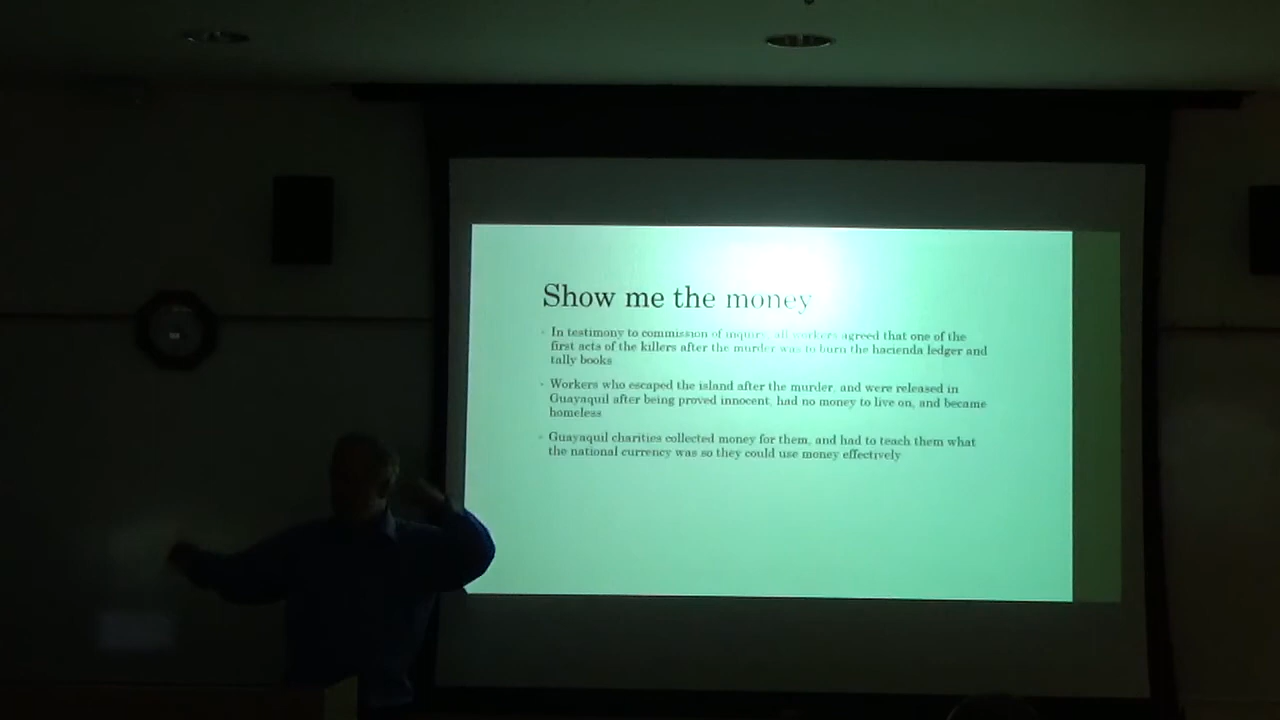 Show me the money
In testimony to commission of inquiry, all workers agreed that one of the
first acts of the killers after the murder was to burn the hacienda ledger and
tally books
Workers who escaped the island after the murder, and were released in
Guayaquil after being proved innocent, had no money to live on, and became
homeless
Guayaquil charities collected money for them, and had to teach them what
the national currency was so they could use money effectively